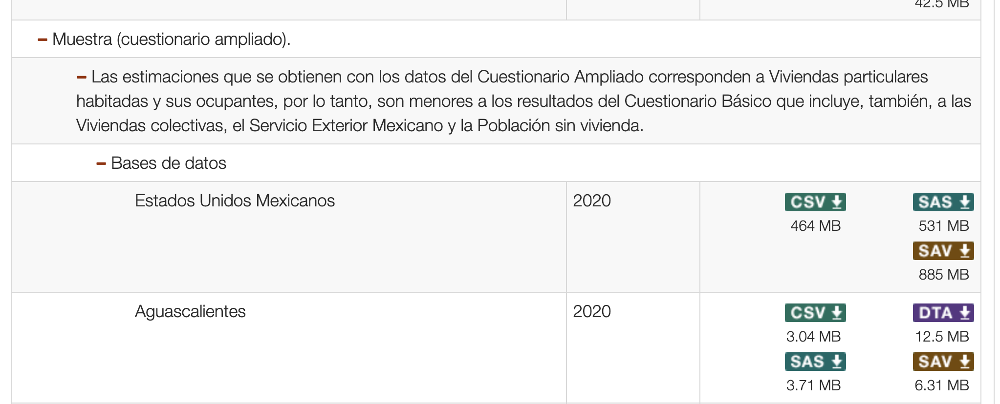 42.5 MB
– Muestra (cuestionario ampliado).
– Las estimaciones que se obtienen con los datos del Cuestionario Ampliado corresponden a Viviendas particulares
habitadas y sus ocupantes, por lo tanto, son menores a los resultados del Cuestionario Básico que incluye, también, a las
Viviendas colectivas, el Servicio Exterior Mexicano y la Población sin vivienda.
– Bases de datos
Estados Unidos Mexicanos 2020 CSV SAS
464 MB 531 MB
SAV
885 MB
Aguascalientes 2020 CSV DTA
3.04 MB 12.5 MB
SAS SAV
3.71 MB 6.31 MB